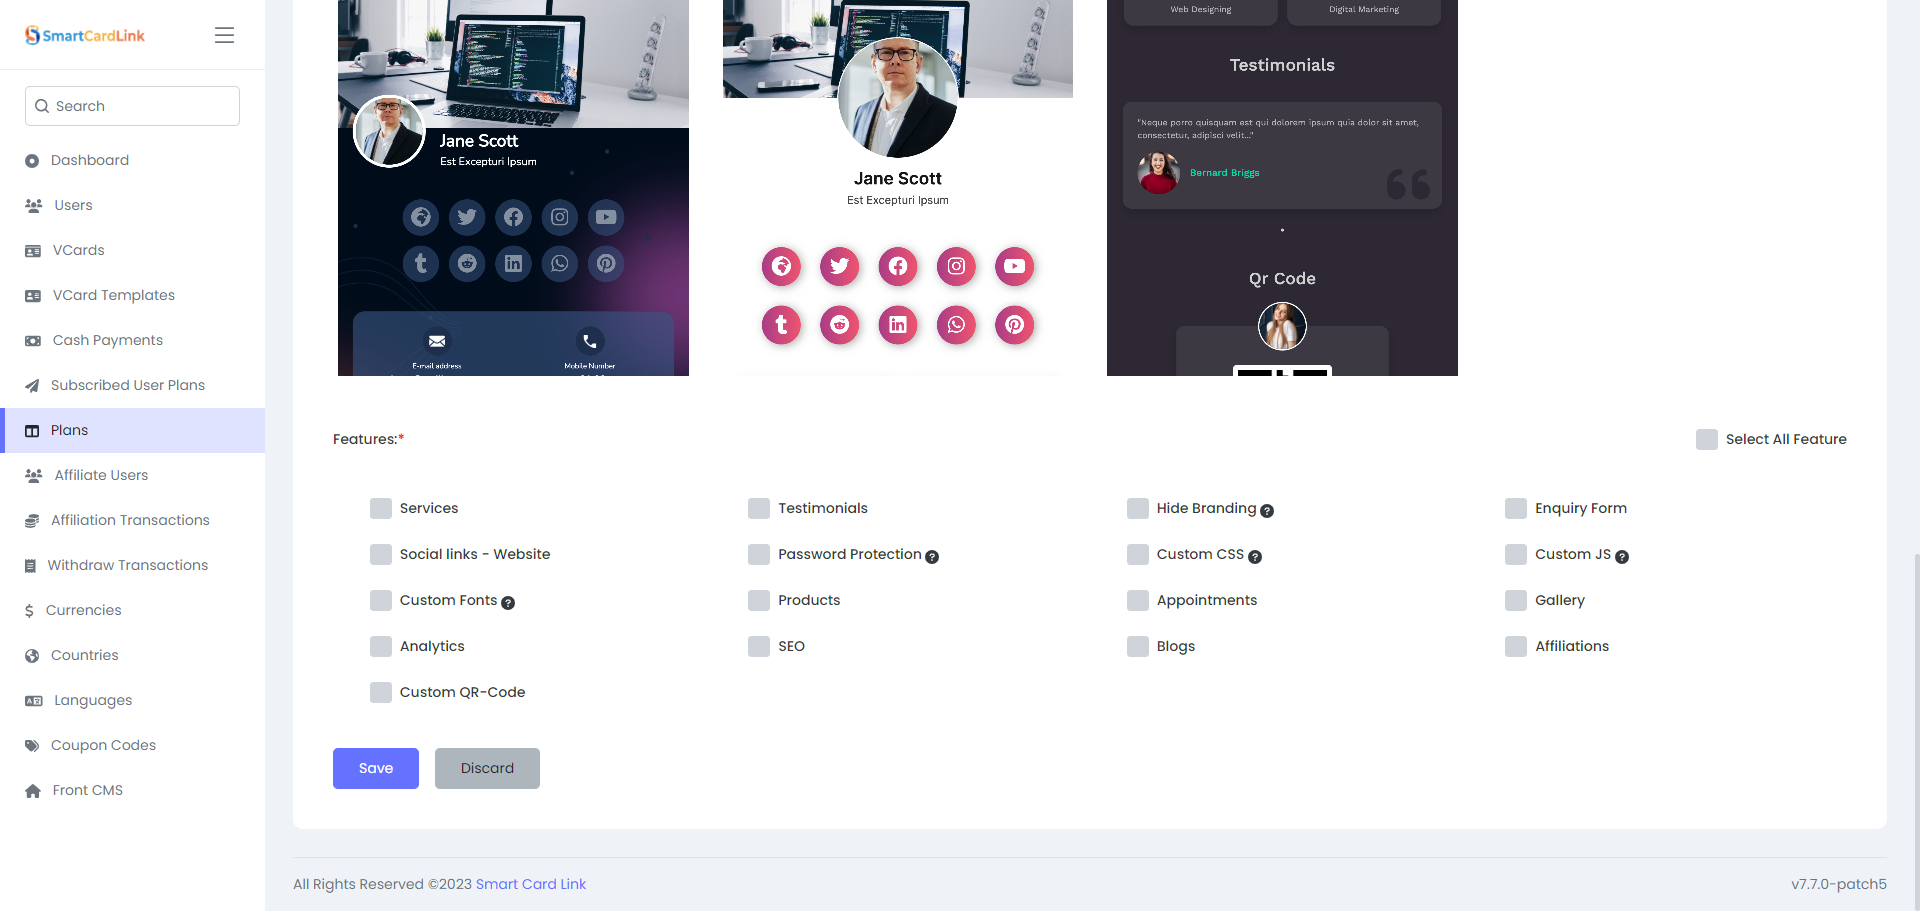 SmartCardLink
Search
Dashboard
Users
VCards
VCard Templates
Cash Payments
Subscribed User Plans
Plans
Affiliate Users
Affiliation Transactions
Withdraw Transactions
Currencies
Countries
Languages
Coupon Codes
Front CMS
Jane Scott
Est Excepturi Ipsum
E-mail address
Mobile Number
Jane Scott
Est Excepturi Ipsum
Web Designing
Digital Marketing
Testimonials
"Neque porro quisquam est qui dolorem ipsum quia dolor sit amet,
consectetur, adipisci velit..."
Bernard Briggs
Qr Code
Features:*
Select All Feature
Services
Testimonials
Hide Branding ?
Enquiry Form
Social links - Website
Password Protection ?
Custom CSS ?
Custom JS ?
Custom Fonts ?
Products
Appointments
Gallery
Analytics
SEO
Blogs
Affiliations
Custom QR-Code
Save
Discard
All Rights Reserved ©2023 Smart Card Link
v7.7.0-patch5